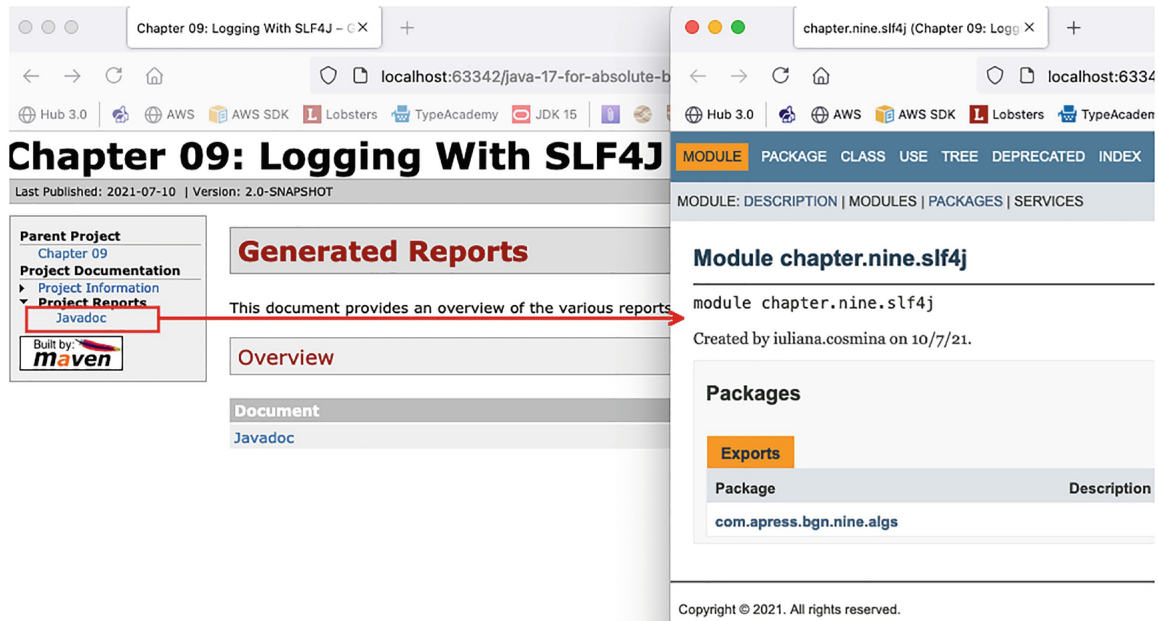 Chapter 09: Logging With SLF4J – G
localhost:63342/java-17-for-absolute-b
Hub 3.0 AWS AWS SDK Lobsters TypeAcademy JDK 15
Chapter 09: Logging With SLF4J
Last Published: 2021-07-10 | Version: 2.0-SNAPSHOT
Parent Project
Chapter 09
Project Documentation
Project Information
Project Reports
Javadoc
Built by:
maven
Generated Reports
This document provides an overview of the various reports
Overview
Document
Javadoc
chapter.nine.slf4j (Chapter 09: Logg
localhost:6334
Hub 3.0 AWS AWS SDK Lobsters TypeAcadem
MODULE PACKAGE CLASS USE TREE DEPRECATED INDEX
MODULE: DESCRIPTION | MODULES | PACKAGES | SERVICES
Module chapter.nine.slf4j
module chapter.nine.slf4j
Created by iuliana.cosmina on 10/7/21.
Packages
Exports
Package Description
com.apress.bgn.nine.algs
Copyright © 2021. All rights reserved.